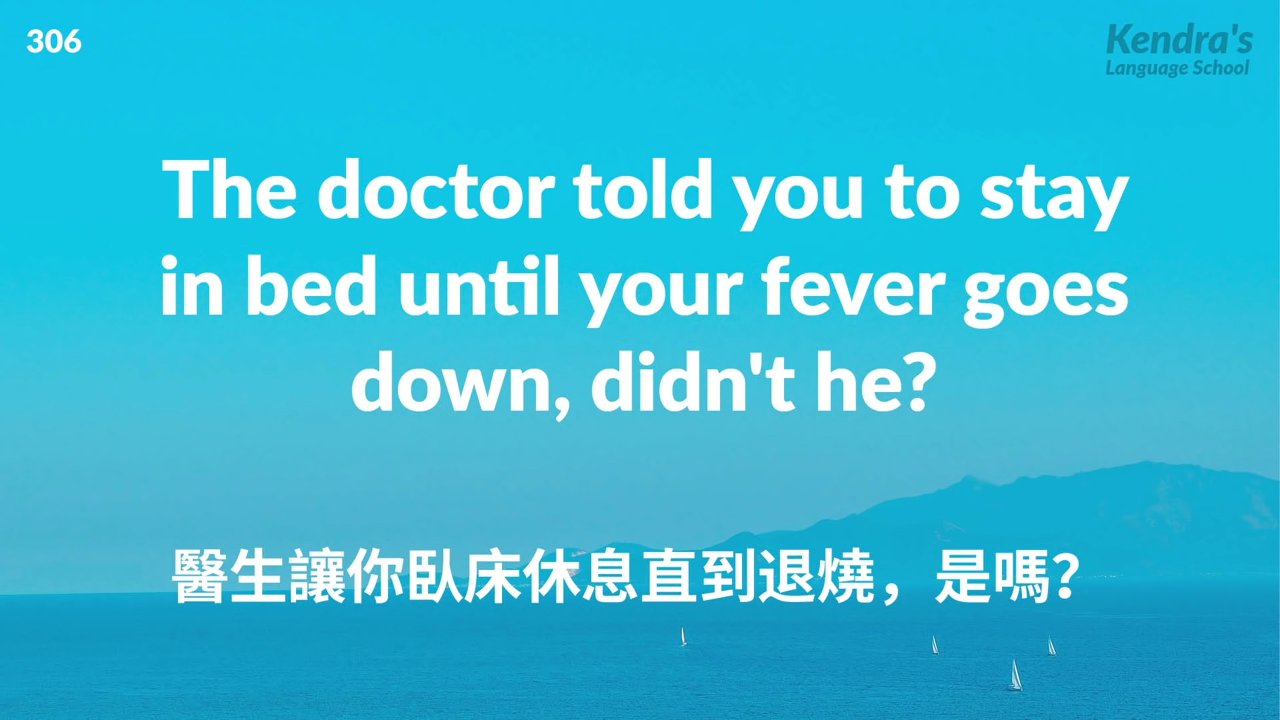 306
Kendra's
Language School
The doctor told you to stay
in bed until your fever goes
down, didn't he?
醫生讓你臥床休息直到退燒，是嗎？